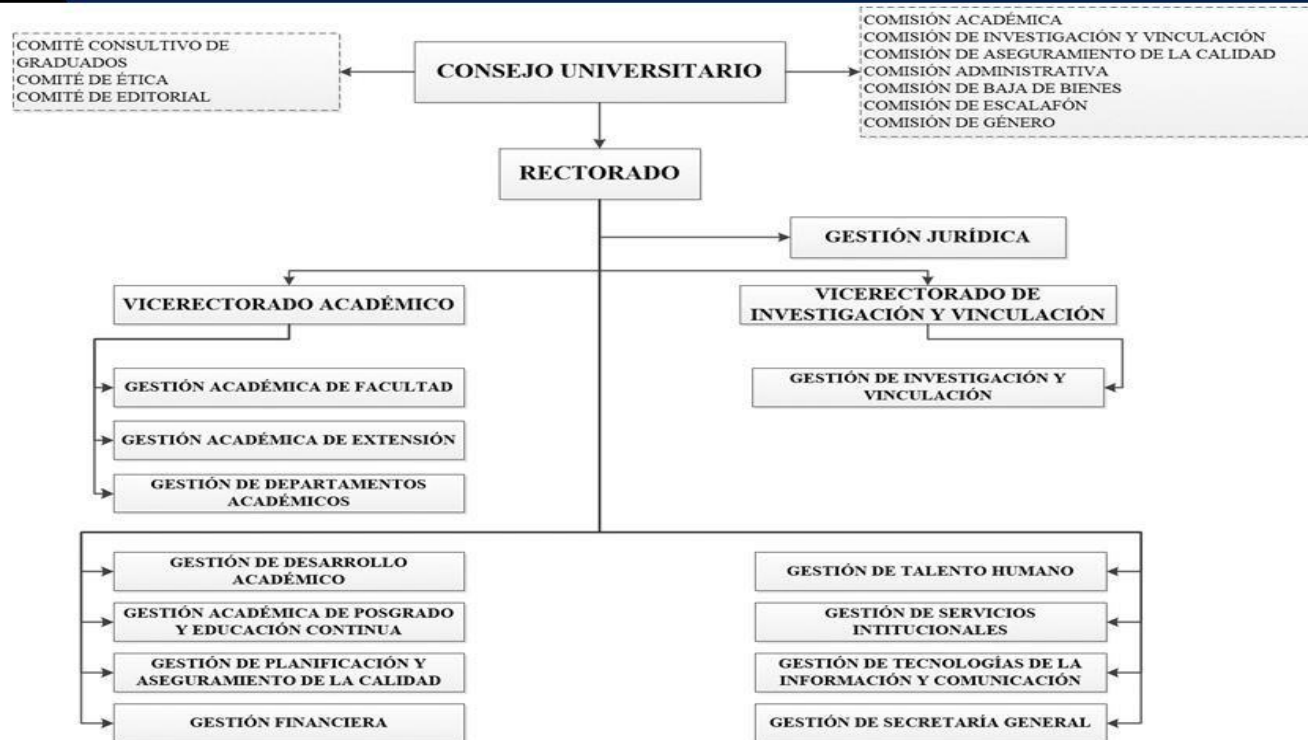 COMITÉ CONSULTIVO DE
GRADUADOS
COMITÉ DE ÉTICA
COMITÉ DE EDITORIAL
CONSEJO UNIVERSITARIO
COMISIÓN ACADÉMICA
COMISIÓN DE INVESTIGACIÓN Y VINCULACIÓN
COMISIÓN DE ASEGURAMIENTO DE LA CALIDAD
COMISIÓN ADMINISTRATIVA
COMISIÓN DE BAJA DE BIENES
COMISIÓN DE ESCALAFÓN
COMISIÓN DE GÉNERO
RECTORADO
GESTIÓN JURÍDICA
VICERECTORADO ACADÉMICO
VICERECTORADO DE
INVESTIGACIÓN Y VINCULACIÓN
GESTIÓN ACADÉMICA DE FACULTAD
GESTIÓN ACADÉMICA DE EXTENSIÓN
GESTIÓN DE DEPARTAMENTOS
ACADÉMICOS
GESTIÓN DE INVESTIGACIÓN Y
VINCULACIÓN
GESTIÓN DE DESARROLLO
ACADÉMICO
GESTIÓN ACADÉMICA DE POSGRADO
Y EDUCACIÓN CONTINUA
GESTIÓN DE PLANIFICACIÓN Y
ASEGURAMIENTO DE LA CALIDAD
GESTIÓN FINANCIERA
GESTIÓN DE TALENTO HUMANO
GESTIÓN DE SERVICIOS
INTITUCIONALES
GESTIÓN DE TECNOLOGÍAS DE LA
INFORMACIÓN Y COMUNICACIÓN
GESTIÓN DE SECRETARÍA GENERAL